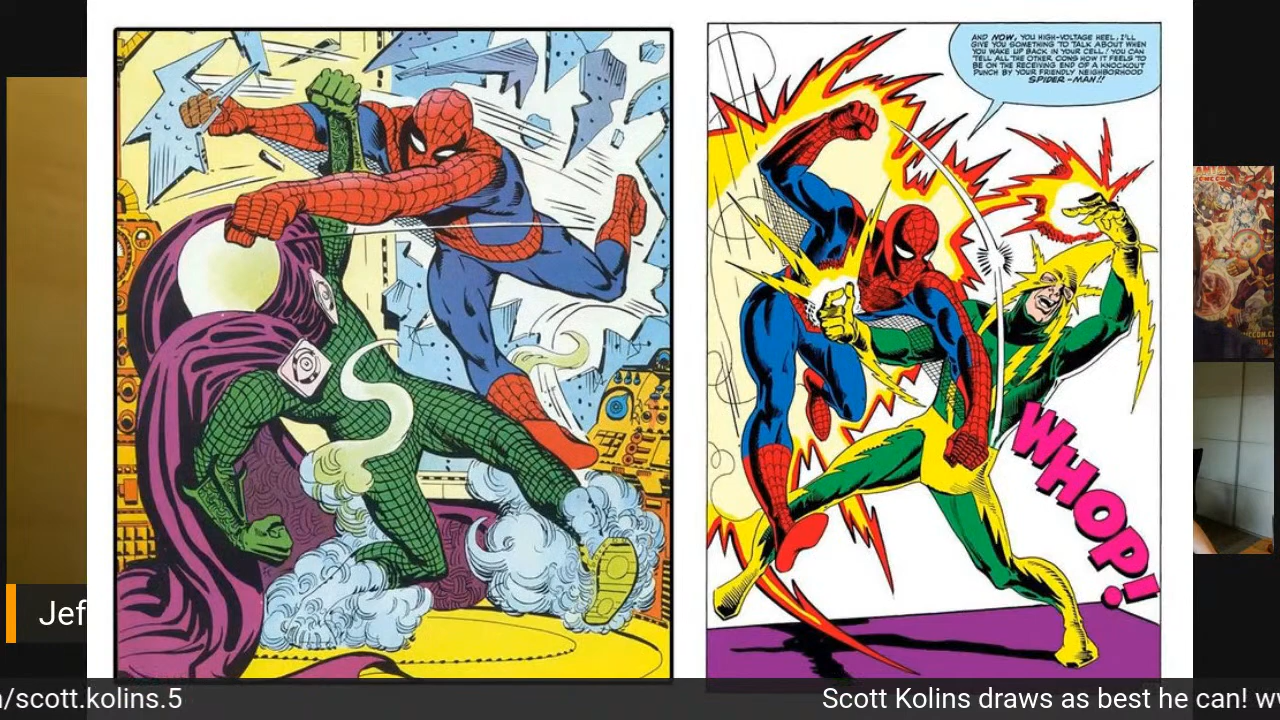 AND NOW, YOU HIGH-VOLTAGE HEEL, I'LL
GIVE YOU SOMETHING TO TALK ABOUT WHEN
YOU WAKE UP BACK IN YOUR CELL! YOU CAN
TELL ALL THE OTHER CONS HOW IT FEELS TO
BE ON THE RECEIVING END OF A KNOCKOUT
PUNCH BY YOUR FRIENDLY NEIGHBORHOOD
SPIDER-MAN!!
WHOP!
Jef
/scott.kolins.5
Scott Kolins draws as best he can! w